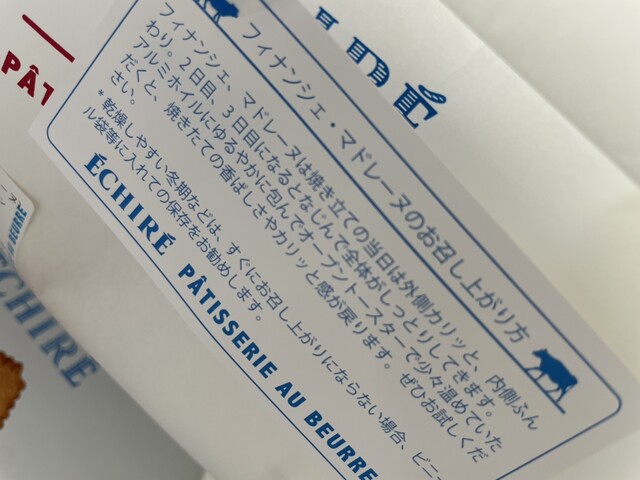 フィナンシェ・マドレーヌのお召し上がり方
フィナンシェ、マドレーヌは焼き立ての当日は外側カリッと、内側ふん
わり。2日目、3日目になるとなじんで全体がしっとりしてきます。
アルミホイルにゆるやかに包んでオーブントースターで少々温めていた
だくと、焼きたての香ばしさやカリッと感が戻ります。ぜひお試しくだ
さい。
*乾燥しやすい冬期などは、すぐにお召し上がりにならない場合、ビニー
ル袋等に入れての保存をお勧めします。
ÉCHIRÉ PÂTISSERIE AU BEURRE
PÂT
BEURRE
ÉCHIRÉ